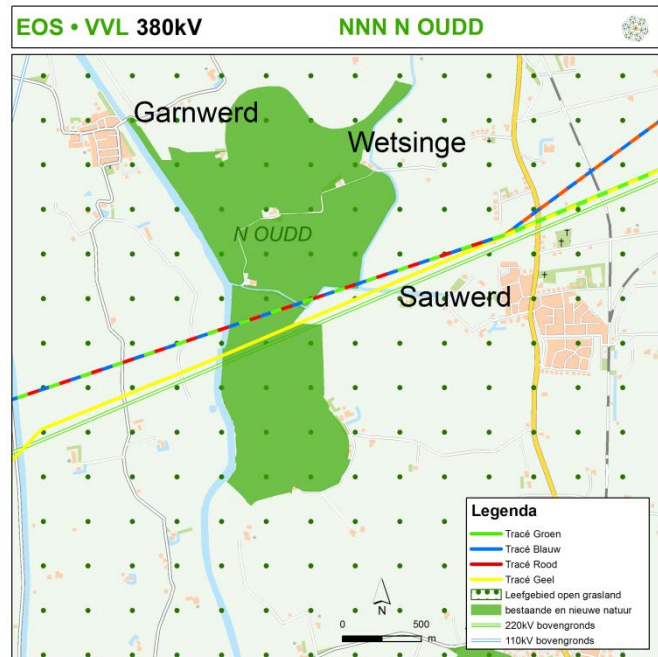 EOS • VVL 380kV NNN N OUDD
Garnwerd
Wetsinge
N OUDD
Sauwerd
Legenda
Tracé Groen
Tracé Blauw
Tracé Rood
Tracé Geel
Leefgebied open grasland
bestaande en nieuwe natuur
220kV bovengronds
110kV bovengronds
N
0 500
m